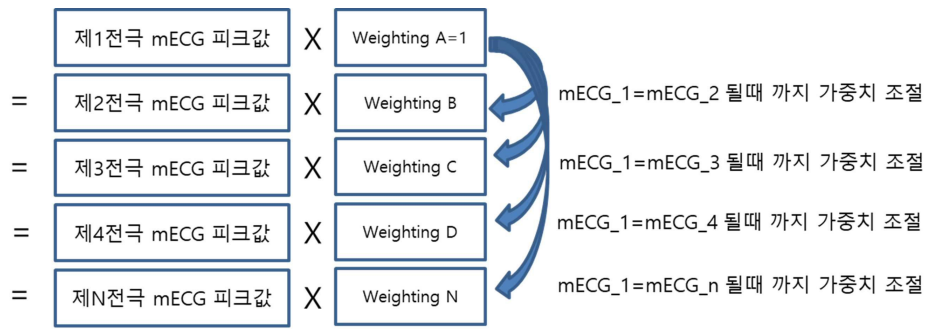 제1전극 mECG 피크값 X Weighting A=1
= 제2전극 mECG 피크값 X Weighting B mECG_1=mECG_2 될때 까지 가중치 조절
= 제3전극 mECG 피크값 X Weighting C mECG_1=mECG_3 될때 까지 가중치 조절
= 제4전극 mECG 피크값 X Weighting D mECG_1=mECG_4 될때 까지 가중치 조절
= 제N전극 mECG 피크값 X Weighting N mECG_1=mECG_n 될때 까지 가중치 조절